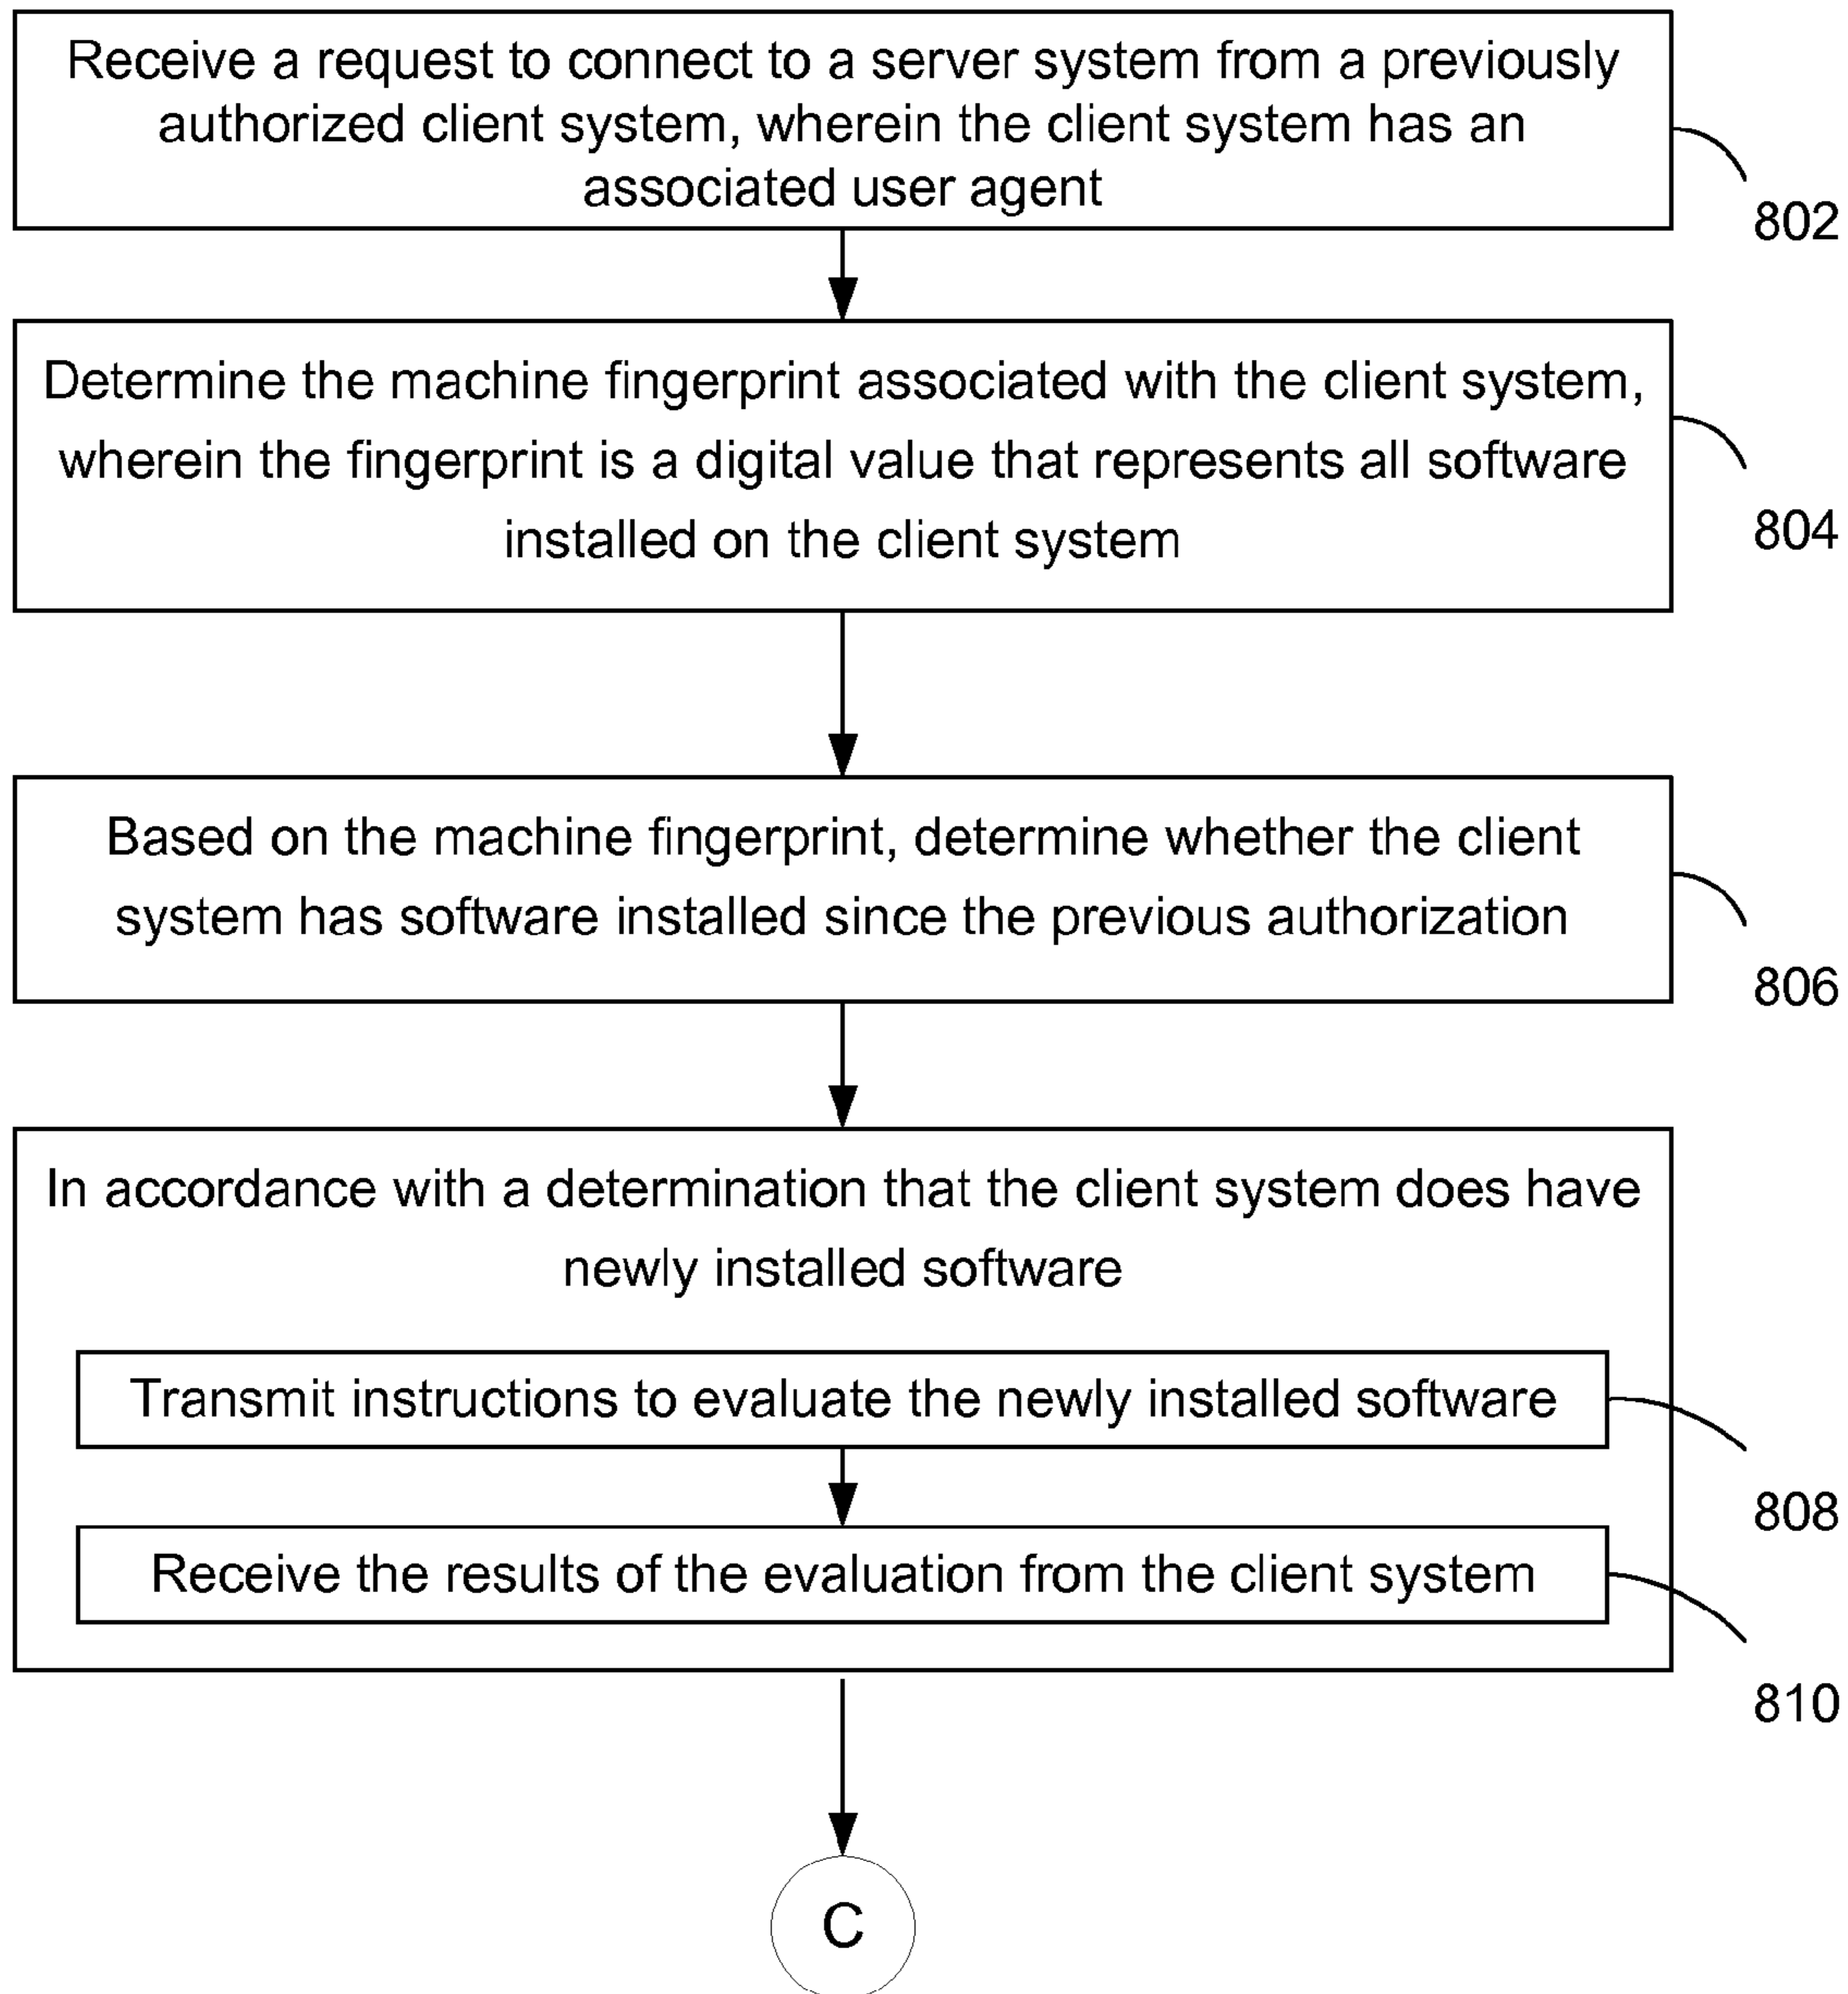 Receive a request to connect to a server system from a previously
authorized client system, wherein the client system has an
associated user agent
802
Determine the machine fingerprint associated with the client system,
wherein the fingerprint is a digital value that represents all software
installed on the client system
804
Based on the machine fingerprint, determine whether the client
system has software installed since the previous authorization
806
In accordance with a determination that the client system does have
newly installed software
Transmit instructions to evaluate the newly installed software
808
Receive the results of the evaluation from the client system
810
C